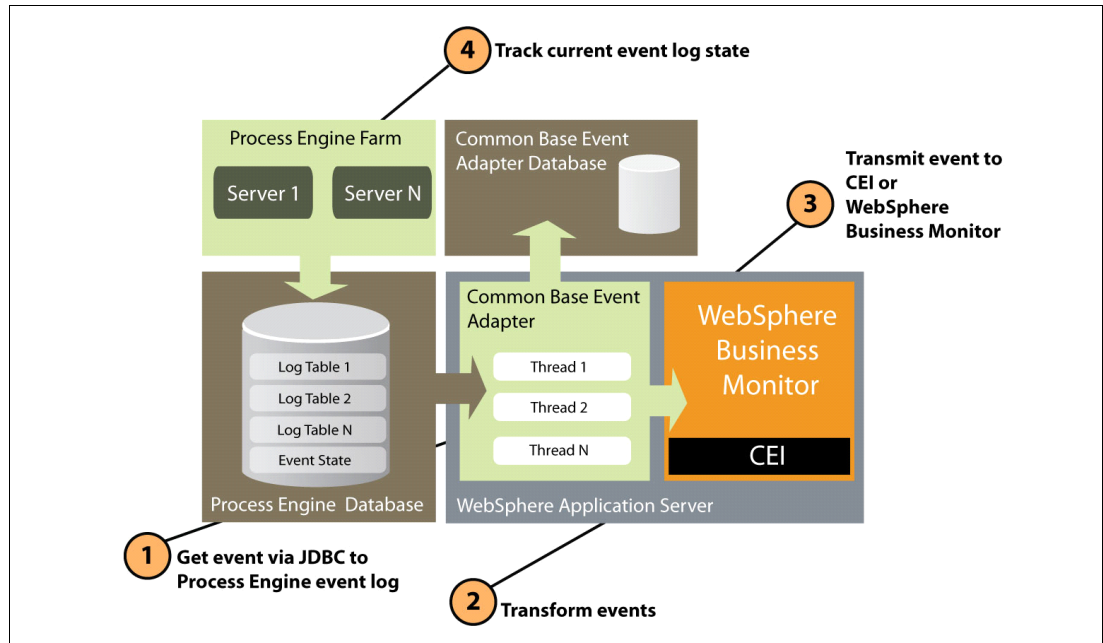 4
Track current event log state
Process Engine Farm
Server 1
Server N
Common Base Event
Adapter Database
Transmit event to
CEI or
WebSphere
Business Monitor
3
Log Table 1
Log Table 2
Log Table N
Event State
Process Engine Database
Common Base Event
Adapter
Thread 1
Thread 2
Thread N
WebSphere
Business
Monitor
CEI
WebSphere Application Server
1
Get event via JDBC to
Process Engine event log
2
Transform events